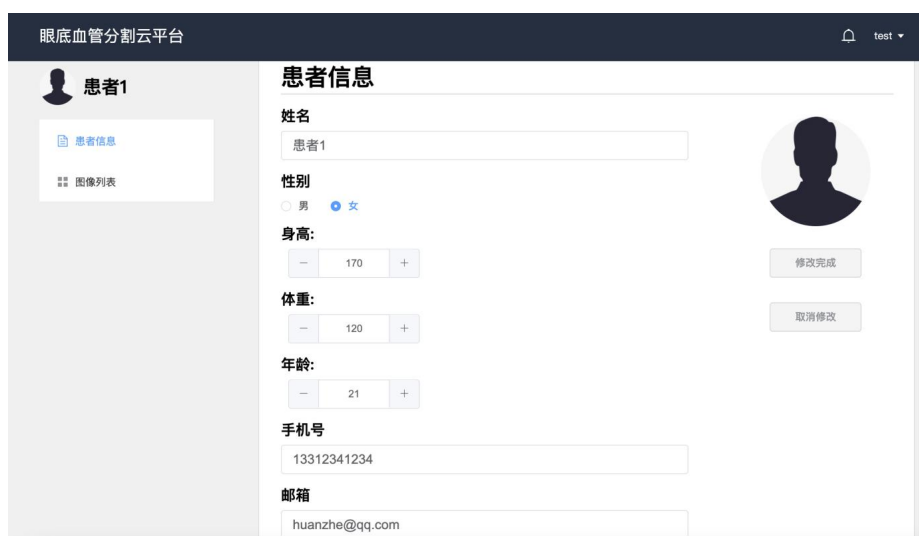 眼底血管分割云平台
test
患者1
患者信息
图像列表
患者信息
姓名
患者1
性别
男 女
身高:
170
体重:
120
年龄:
21
手机号
13312341234
邮箱
huanzhe@qq.com
修改完成
取消修改